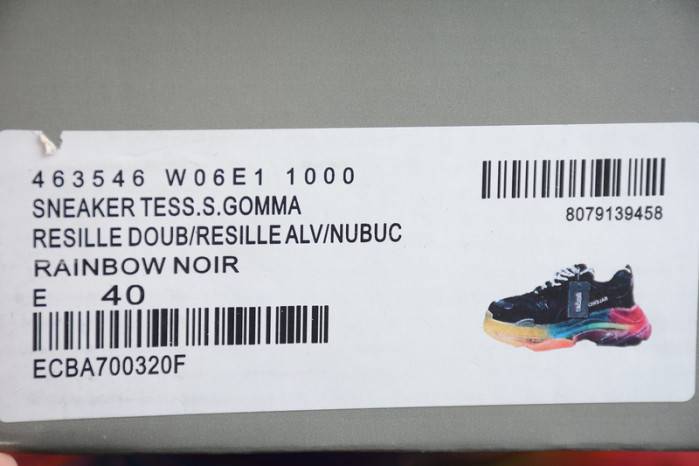 463546 W06E1 1000
SNEAKER TESS.S.GOMMA
RESILLE DOUB/RESILLE ALV/NUBUC
RAINBOW NOIR
E 40
ECBA700320F
8079139458